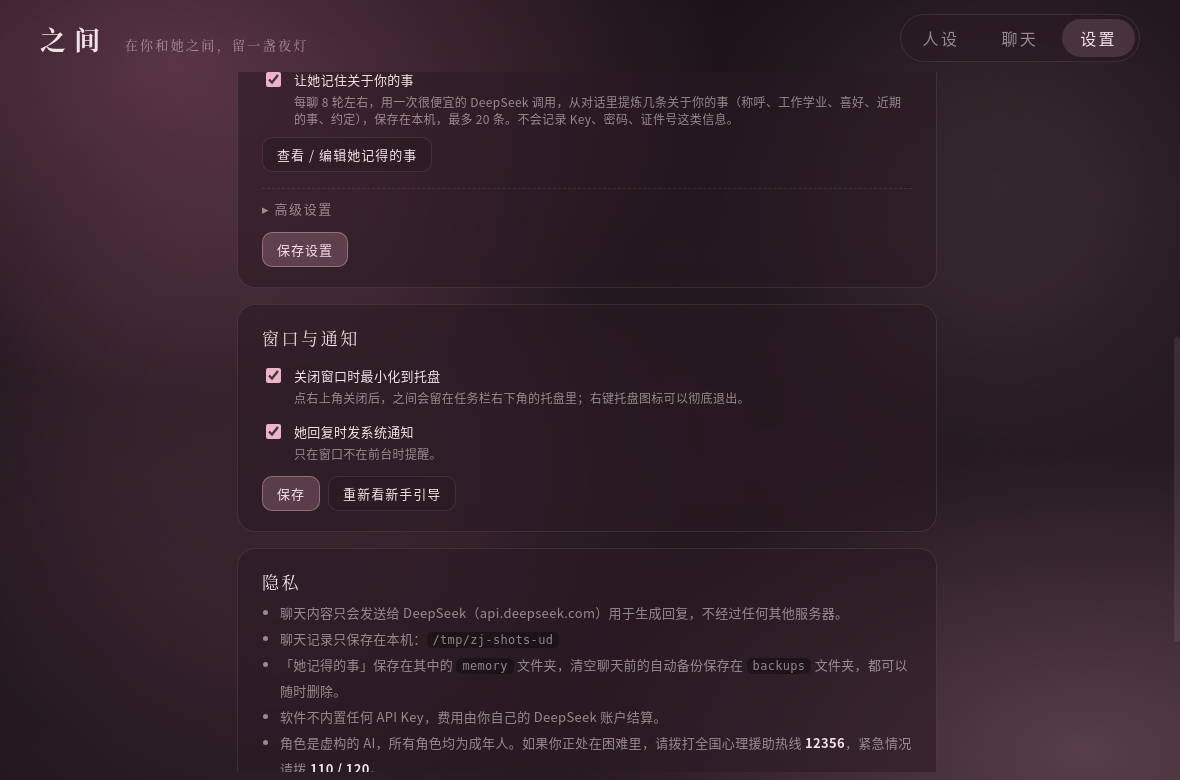 之间
在你和她之间，留一盏夜灯
人设
聊天
设置
让她记住关于你的事
每聊 8 轮左右，用一次很便宜的 DeepSeek 调用，从对话里提炼几条关于你的事（称呼、工作学业、喜好、近期
的事、约定），保存在本机，最多 20 条。不会记录 Key、密码、证件号这类信息。
查看 / 编辑她记得的事
▸ 高级设置
保存设置
窗口与通知
关闭窗口时最小化到托盘
点右上角关闭后，之间会留在任务栏右下角的托盘里；右键托盘图标可以彻底退出。
她回复时发系统通知
只在窗口不在前台时提醒。
保存
重新看新手引导
隐私
聊天内容只会发送给 DeepSeek（api.deepseek.com）用于生成回复，不经过任何其他服务器。
聊天记录只保存在本机：/tmp/zj-shots-ud
「她记得的事」保存在其中的 memory 文件夹，清空聊天前的自动备份保存在 backups 文件夹，都可以
随时删除。
软件不内置任何 API Key，费用由你自己的 DeepSeek 账户结算。
角色是虚构的 AI，所有角色均为成年人。如果你正处在困难里，请拨打全国心理援助热线 12356，紧急情况
请拨 110 / 120。